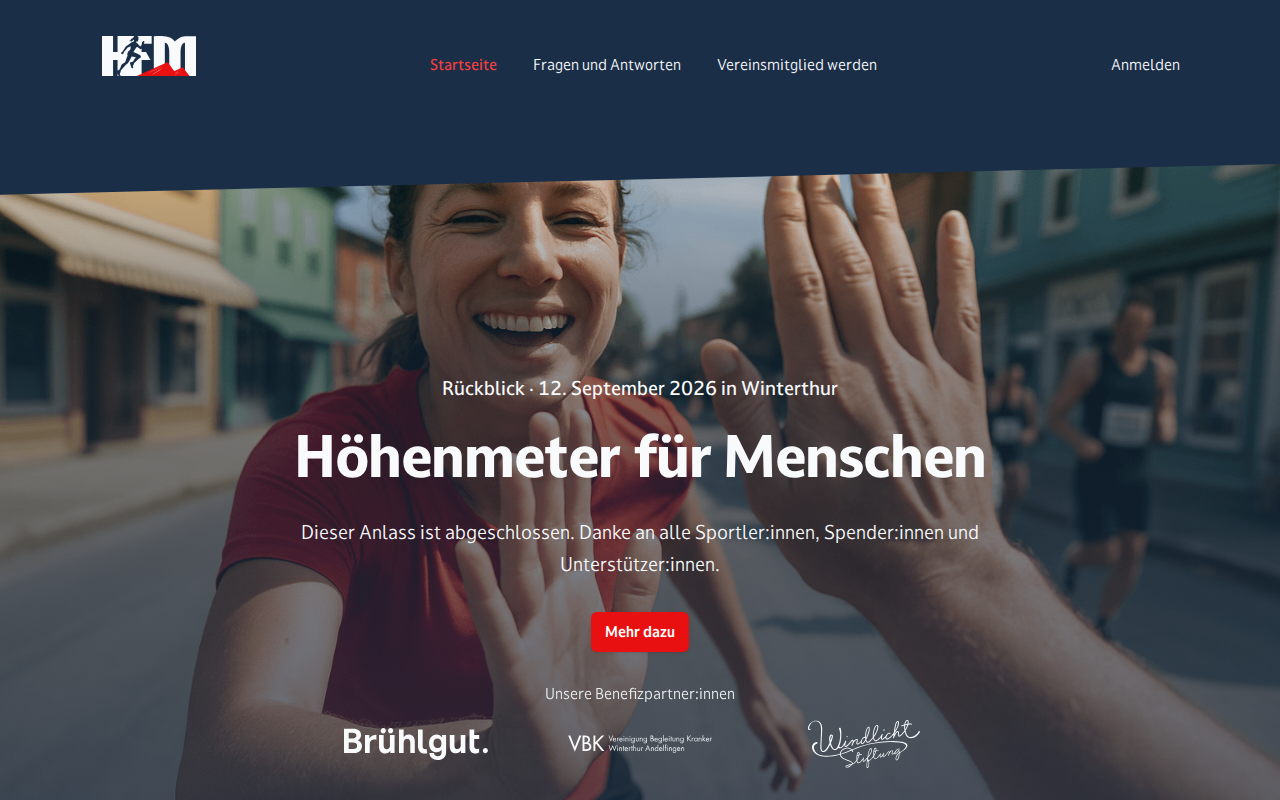 HFM
Startseite
Fragen und Antworten
Vereinsmitglied werden
Anmelden
Rückblick · 12. September 2026 in Winterthur
Höhenmeter für Menschen
Dieser Anlass ist abgeschlossen. Danke an alle Sportler:innen, Spender:innen und
Unterstützer:innen.
Mehr dazu
Unsere Benefizpartner:innen
Brühlgut.
VBK Vereinigung Begleitung Kranker
Winterthur Andelfingen
Windlicht
Stiftung